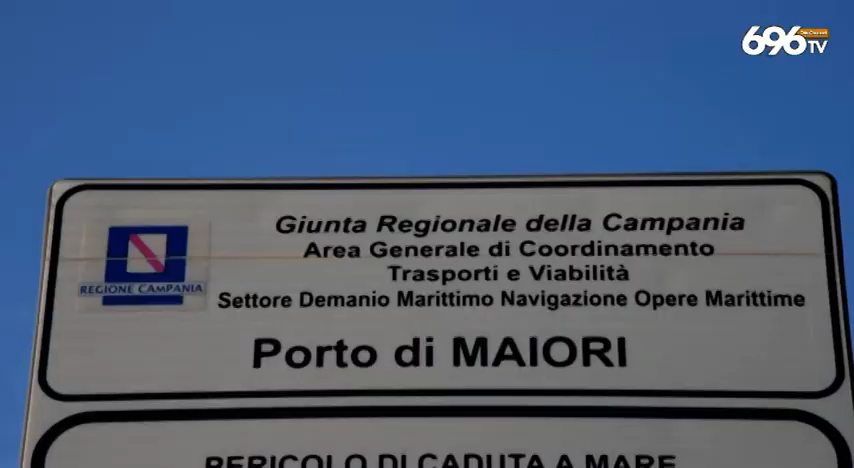 696 TV
Giunta Regionale della Campania
Area Generale di Coordinamento
Trasporti e Viabilità
REGIONE CAMPANIA
Settore Demanio Marittimo Navigazione Opere Marittime
Porto di MAIORI
PERICOLO DI CADUTA A MARE